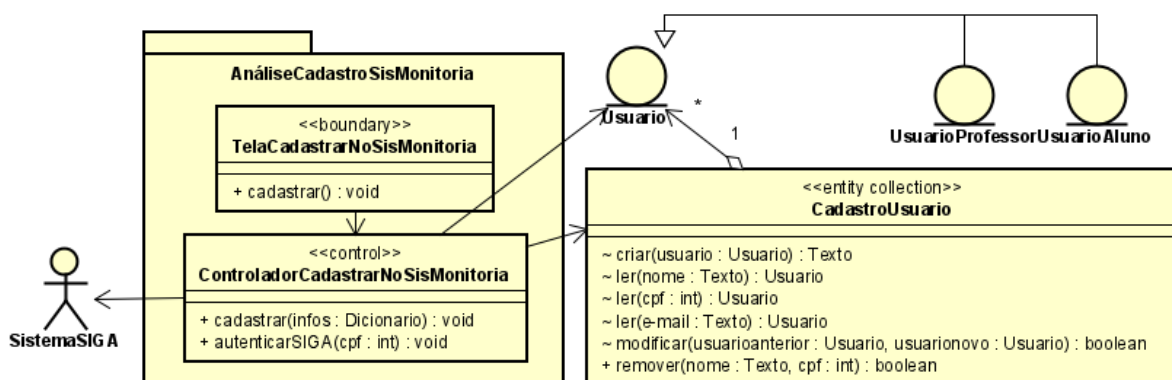 AnáliseCadastroSisMonitoria
<<boundary>>
TelaCadastrarNoSisMonitoria
+ cadastrar() : void
<<control>>
ControladorCadastrarNoSisMonitoria
+ cadastrar(infos : Dicionario) : void
+ autenticarSIGA(cpf : int) : void
SistemaSIGA
Usuario
*
1
UsuarioProfessor
UsuarioAluno
<<entity collection>>
CadastroUsuario
~ criar(usuario : Usuario) : Texto
~ ler(nome : Texto) : Usuario
~ ler(cpf : int) : Usuario
~ ler(e-mail : Texto) : Usuario
~ modificar(usuarioanterior : Usuario, usuarionovo : Usuario) : boolean
+ remover(nome : Texto, cpf : int) : boolean